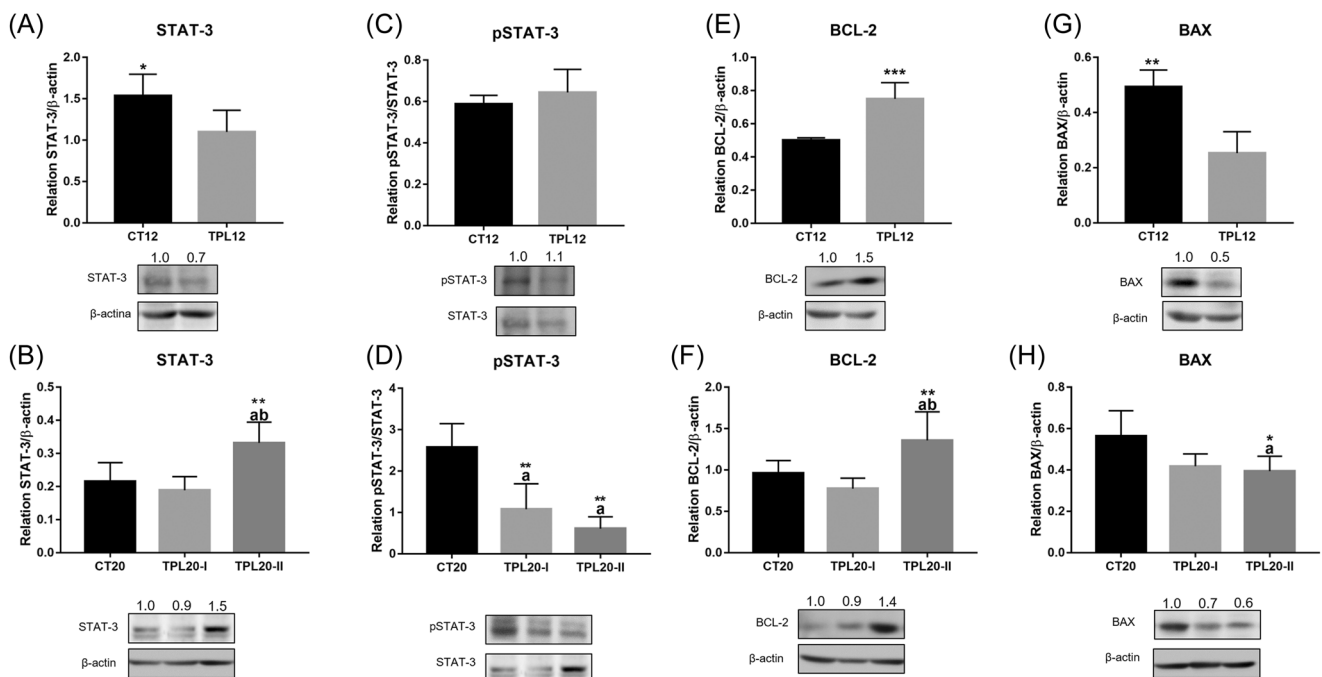 (A)
STAT-3
Relation STAT-3/β-actin
2.0
1.5
1.0
0.5
0.0
*
CT12 TPL12
1.0 0.7
STAT-3
β-actina
(C)
pSTAT-3
Relation pSTAT-3/STAT-3
0.8
0.6
0.4
0.2
0.0
CT12 TPL12
1.0 1.1
pSTAT-3
STAT-3
(E)
BCL-2
Relation BCL-2/β-actin
1.0
0.8
0.6
0.4
0.2
0.0
***
CT12 TPL12
1.0 1.5
BCL-2
β-actin
(G)
BAX
Relation BAX/β-actin
0.6
0.4
0.2
0.0
**
CT12 TPL12
1.0 0.5
BAX
β-actin
(B)
STAT-3
Relation STAT-3/β-actin
0.5
0.4
0.3
0.2
0.1
0.0
**
ab
CT20 TPL20-I TPL20-II
1.0 0.9 1.5
STAT-3
β-actin
(D)
pSTAT-3
Relation pSTAT-3/STAT-3
4
3
2
1
0
**
a
**
a
CT20 TPL20-I TPL20-II
pSTAT-3
STAT-3
(F)
BCL-2
Relation BCL-2/β-actin
2.0
1.5
1.0
0.5
0.0
**
ab
CT20 TPL20-I TPL20-II
1.0 0.9 1.4
BCL-2
β-actin
(H)
BAX
Relation BAX/β-actin
0.8
0.6
0.4
0.2
0.0
*
a
CT20 TPL20-I TPL20-II
1.0 0.7 0.6
BAX
β-actin